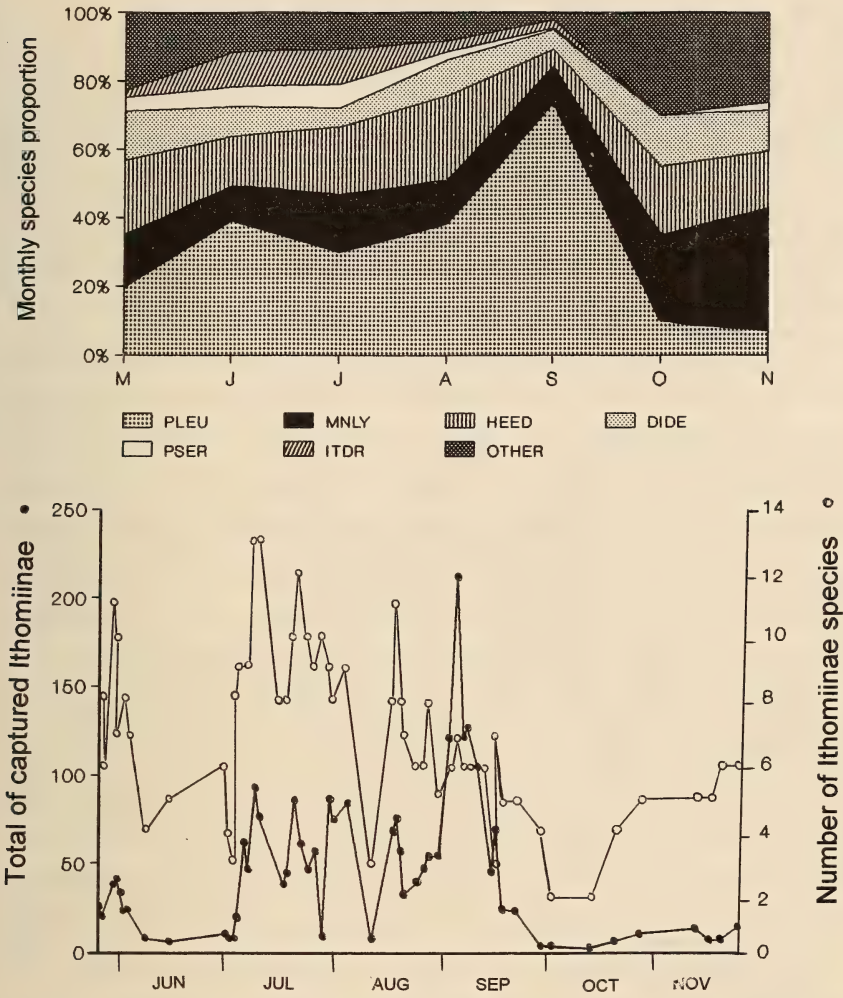 Monthly species proportion
100%
80%
60%
40%
20%
0%
M J J A S O N
PLEU MNLY HEED DIDE
PSER ITDR OTHER
Total of captured Ithomiinae
250
200
150
100
50
0
14
12
10
8
6
4
2
0
Number of Ithomiinae species
JUN JUL AUG SEP OCT NOV